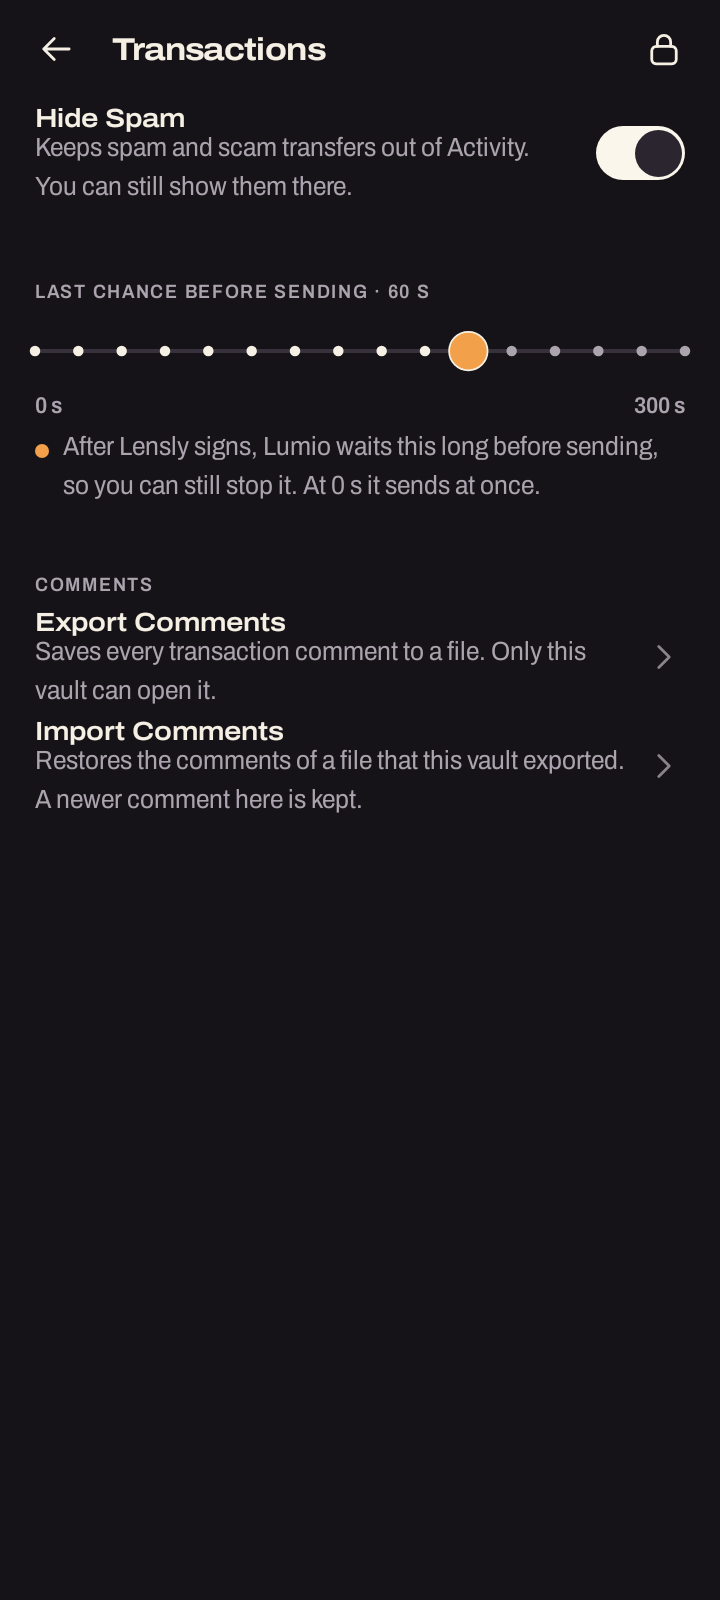 Transactions
Hide Spam
Keeps spam and scam transfers out of Activity.
You can still show them there.
LAST CHANCE BEFORE SENDING · 60 S
0 s
300 s
After Lensly signs, Lumio waits this long before sending,
so you can still stop it. At 0 s it sends at once.
COMMENTS
Export Comments
Saves every transaction comment to a file. Only this
vault can open it.
Import Comments
Restores the comments of a file that this vault exported.
A newer comment here is kept.